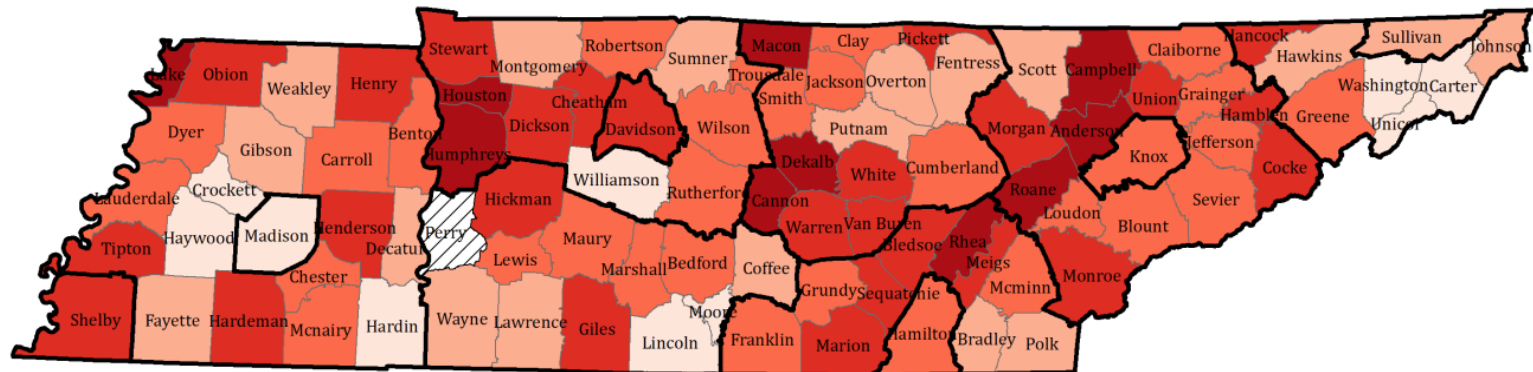 Lake
Obion
Weakley
Henry
Stewart
Montgomery
Robertson
Sumner
Macon
Clay
Pickett
Fentress
Scott
Campbell
Claiborne
Hancock
Hawkins
Sullivan
Johnson
Washington
Carter
Unicoi
Greene
Hamblen
Grainger
Union
Anderson
Morgan
Overton
Jackson
Trousdale
Smith
Putnam
Wilson
Davidson
Cheatham
Dickson
Houston
Humphreys
Benton
Carroll
Gibson
Dyer
Lauderdale
Crockett
Haywood
Madison
Henderson
Decatur
Perry
Hickman
Williamson
Rutherford
Dekalb
Cannon
White
Cumberland
Roane
Knox
Jefferson
Cocke
Sevier
Blount
Loudon
Monroe
Mcminn
Meigs
Rhea
Bledsoe
Van Buren
Warren
Coffee
Bedford
Marshall
Maury
Lewis
Chester
Tipton
Shelby
Fayette
Hardeman
Mcnairy
Hardin
Wayne
Lawrence
Giles
Lincoln
Moore
Franklin
Grundy
Sequatchie
Marion
Hamilton
Bradley
Polk